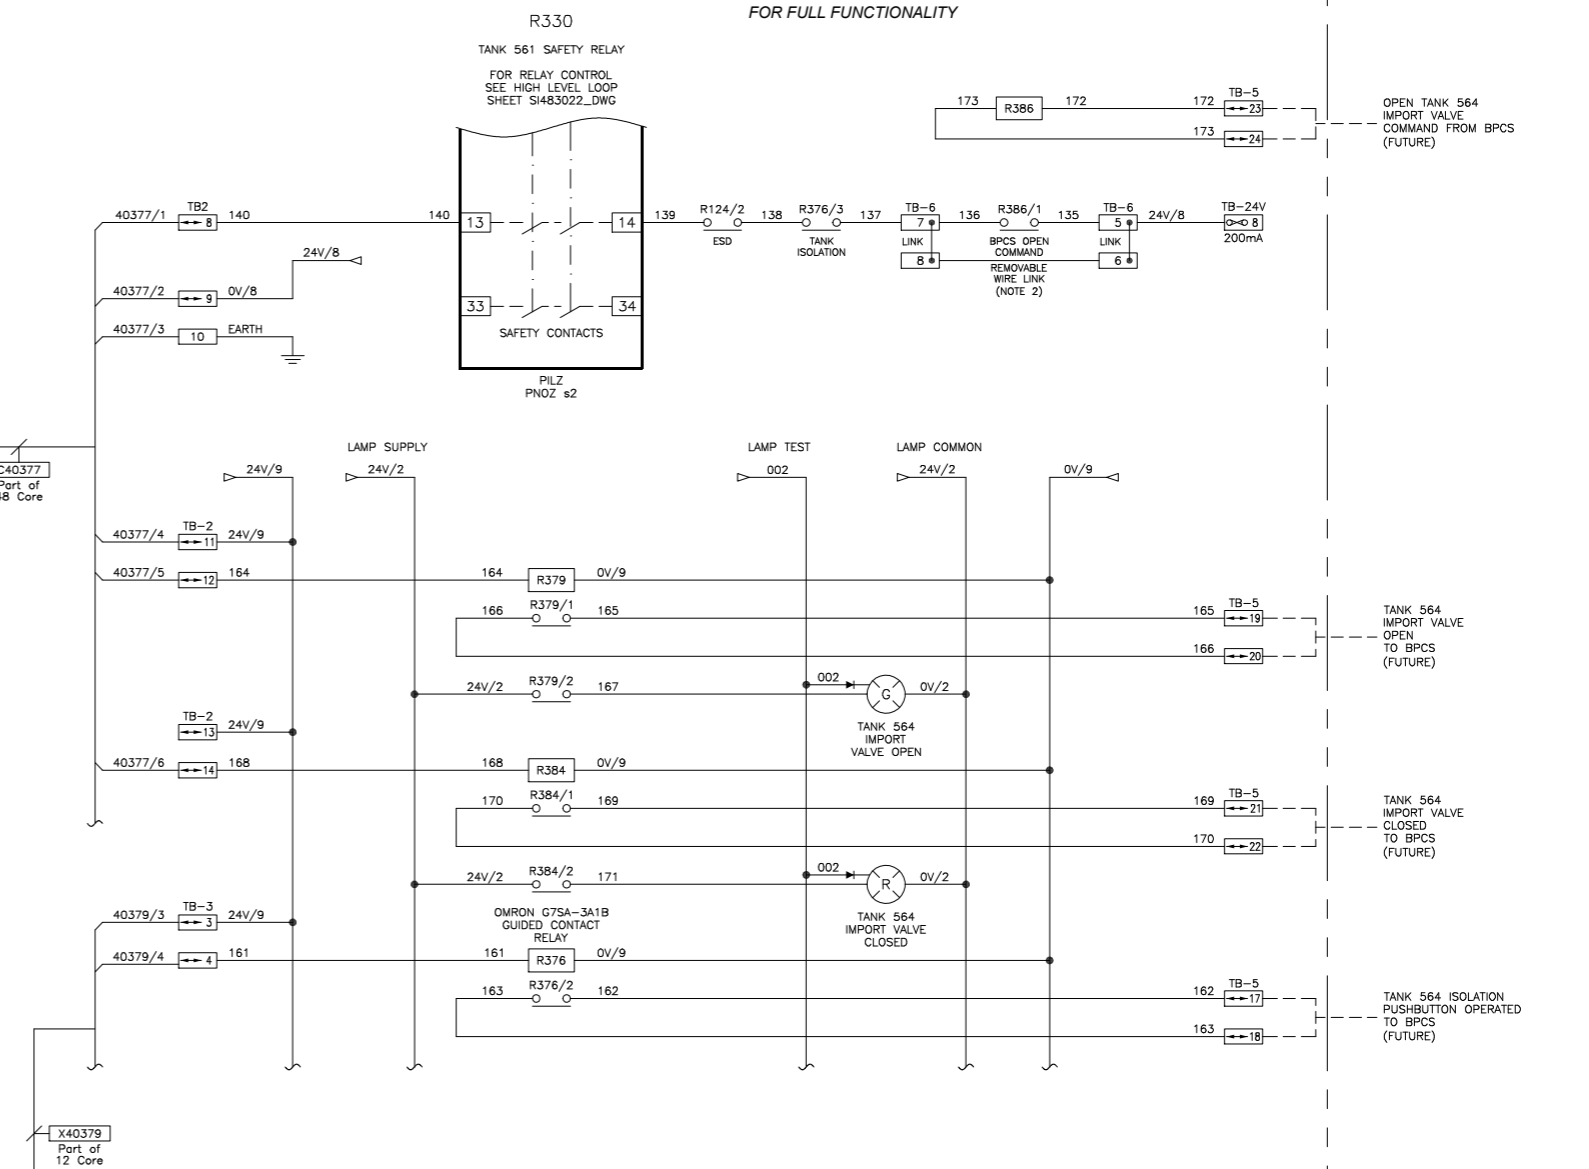 FOR FULL FUNCTIONALITY
R330
TANK 561 SAFETY RELAY
FOR RELAY CONTROL
SEE HIGH LEVEL LOOP
SHEET SI483022_DWG
173 R386 172 172 TB-5 23
173 24
OPEN TANK 564
IMPORT VALVE
COMMAND FROM BPCS
(FUTURE)
40377/1 TB2 8 140 140 13 14 139 R124/2 138 R376/3 137 TB-6 7 136 R386/1 135 TB-6 5 24V/8 TB-24V 8
ESD
TANK
ISOLATION
LINK
BPCS OPEN
COMMAND
LINK
200mA
8 6
REMOVABLE
WIRE LINK
(NOTE 2)
24V/8
40377/2 9 0V/8
33 34
SAFETY CONTACTS
40377/3 10 EARTH
PILZ
PNOZ s2
LAMP SUPPLY LAMP TEST LAMP COMMON
24V/9 24V/2 002 24V/2 0V/9
C40377
Part of
48 Core
40377/4 TB-2 11 24V/9
40377/5 12 164 164 R379 0V/9
166 R379/1 165 165 TB-5 19
166 20
TANK 564
IMPORT VALVE
OPEN
TO BPCS
(FUTURE)
24V/2 R379/2 167 002 G 0V/2
TANK 564
IMPORT
VALVE OPEN
TB-2 13 24V/9
40377/6 14 168 168 R384 0V/9
170 R384/1 169 169 TB-5 21
170 22
TANK 564
IMPORT VALVE
CLOSED
TO BPCS
(FUTURE)
24V/2 R384/2 171 002 R 0V/2
TANK 564
IMPORT VALVE
CLOSED
40379/3 TB-3 3 24V/9
OMRON G7SA-3A1B
GUIDED CONTACT
RELAY
40379/4 4 161 161 R376 0V/9
163 R376/2 162 162 TB-5 17
163 18
TANK 564 ISOLATION
PUSHBUTTON OPERATED
TO BPCS
(FUTURE)
X40379
Part of
12 Core